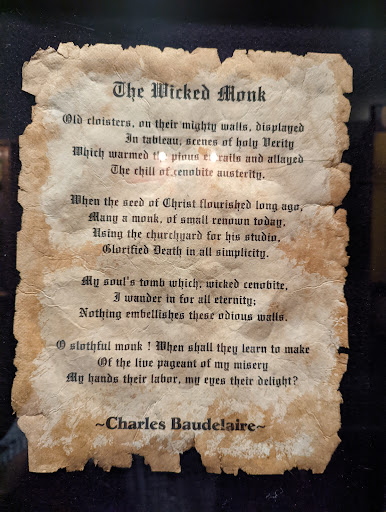 The Wicked Monk
Old cloisters, on their mighty walls, displayed
In tableau, scenes of holy Verity
Which warmed the pious entrails and allayed
The chill of cenobite austerity.
When the seed of Christ flourished long ago,
Many a monk, of small renown today,
Using the churchyard for his studio,
Glorified Death in all simplicity.
My soul's tomb which, wicked cenobite,
I wander in for all eternity;
Nothing embellishes these odious walls.
O slothful monk ! When shall they learn to make
Of the live pageant of my misery
My hands their labor, my eyes their delight?
~Charles Baudelaire~